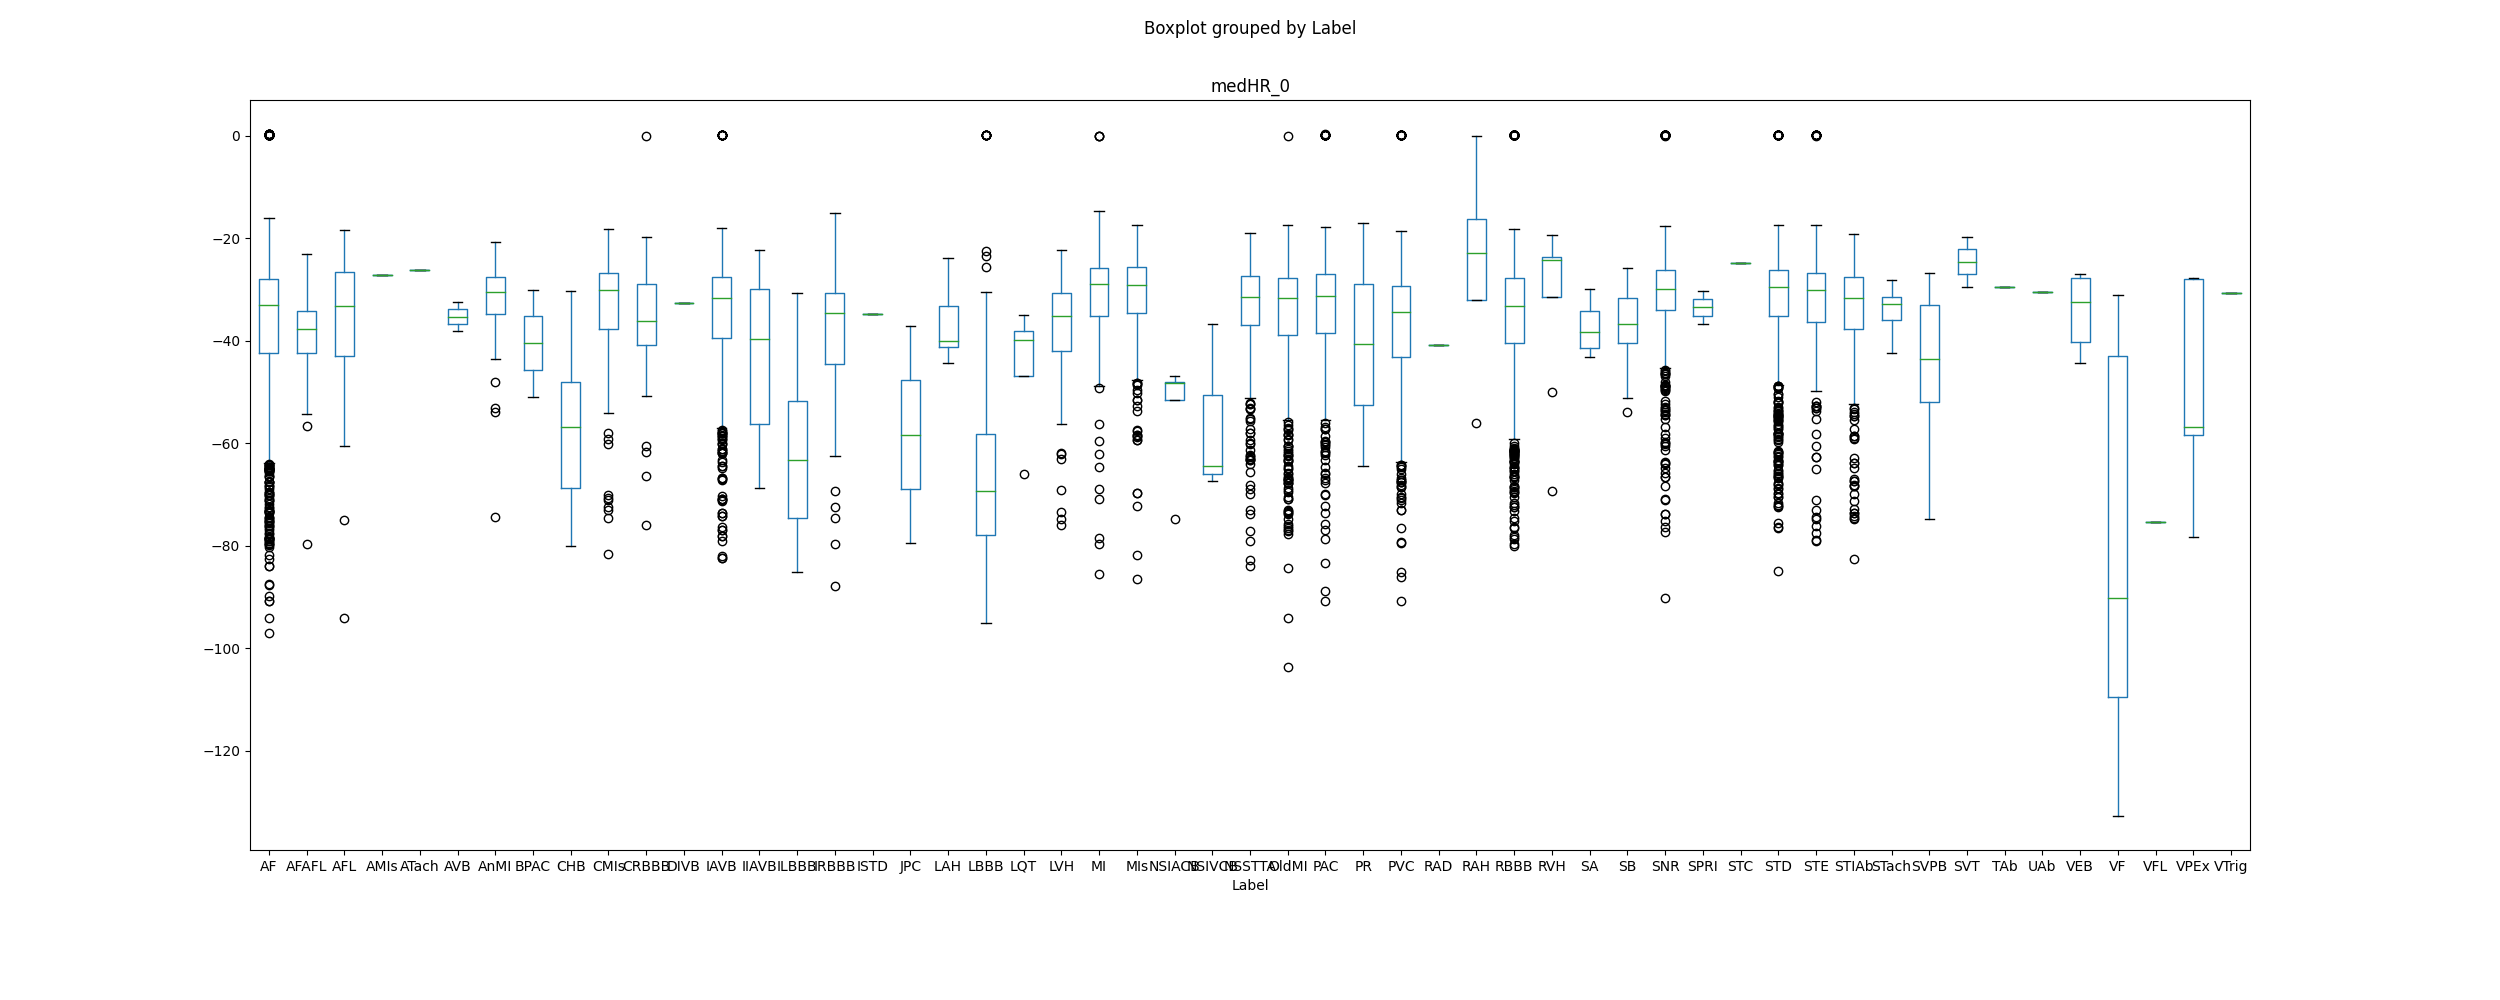 Boxplot grouped by Label
medHR_0
0
−20
−40
−60
−80
−100
−120
AF AFAFL AFL AMIs ATach AVB AnMI BPAC CHB CMIs CRBBB DIVB IAVB IIAVB ILBBB IRBBB ISTD JPC LAH LBBB LQT LVH MI MIs NSIACB NSIVCB NSSTTA OldMI PAC PR PVC RAD RAH RBBB RVH SA SB SNR SPRI STC STD STE STIAb STach SVPB SVT TAb UAb VEB VF VFL VPEx VTrig
Label